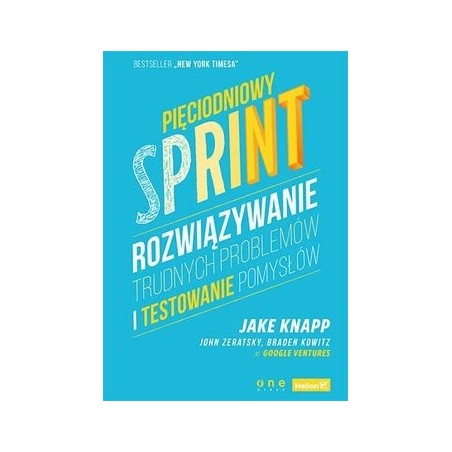 BESTSELLER „NEW YORK TIMESA”
PIĘCIODNIOWY
SPRINT
ROZWIĄZYWANIE
TRUDNYCH PROBLEMÓW
I TESTOWANIE POMYSŁÓW
JAKE KNAPP
JOHN ZERATSKY, BRADEN KOWITZ
z GOOGLE VENTURES
one
Helion